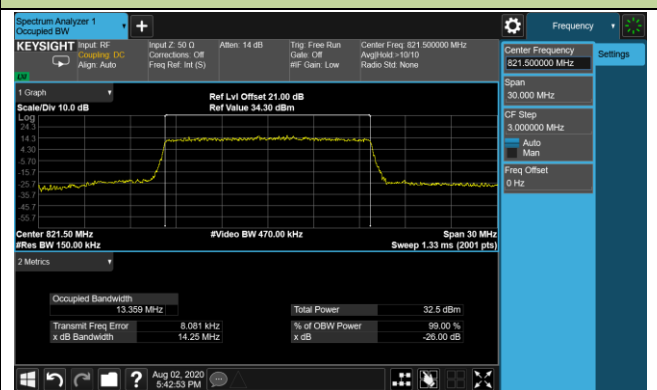 Spectrum Analyzer 1
Occupied BW
Frequency
KEYSIGHT
Input: RF
Coupling: DC
Align: Auto
Input Z: 50 Ω
Corrections: Off
Freq Ref: Int (S)
Atten: 14 dB
Trig: Free Run
Gate: Off
#IF Gain: Low
Center Freq: 821.500000 MHz
Avg|Hold:>10/10
Radio Std: None
LXI
Center Frequency
821.500000 MHz
Settings
Span
30.000 MHz
CF Step
3.000000 MHz
Auto
Man
Freq Offset
0 Hz
1 Graph
Scale/Div 10.0 dB
Ref Lvl Offset 21.00 dB
Ref Value 34.30 dBm
Log
24.3
14.3
4.30
-5.70
-15.7
-25.7
-35.7
-45.7
-55.7
Center 821.50 MHz
#Res BW 150.00 kHz
#Video BW 470.00 kHz
Span 30 MHz
Sweep 1.33 ms (2001 pts)
2 Metrics
Occupied Bandwidth
13.359 MHz
Total Power 32.5 dBm
Transmit Freq Error 8.081 kHz
% of OBW Power 99.00 %
x dB Bandwidth 14.25 MHz
x dB -26.00 dB
Aug 02, 2020
5:42:53 PM